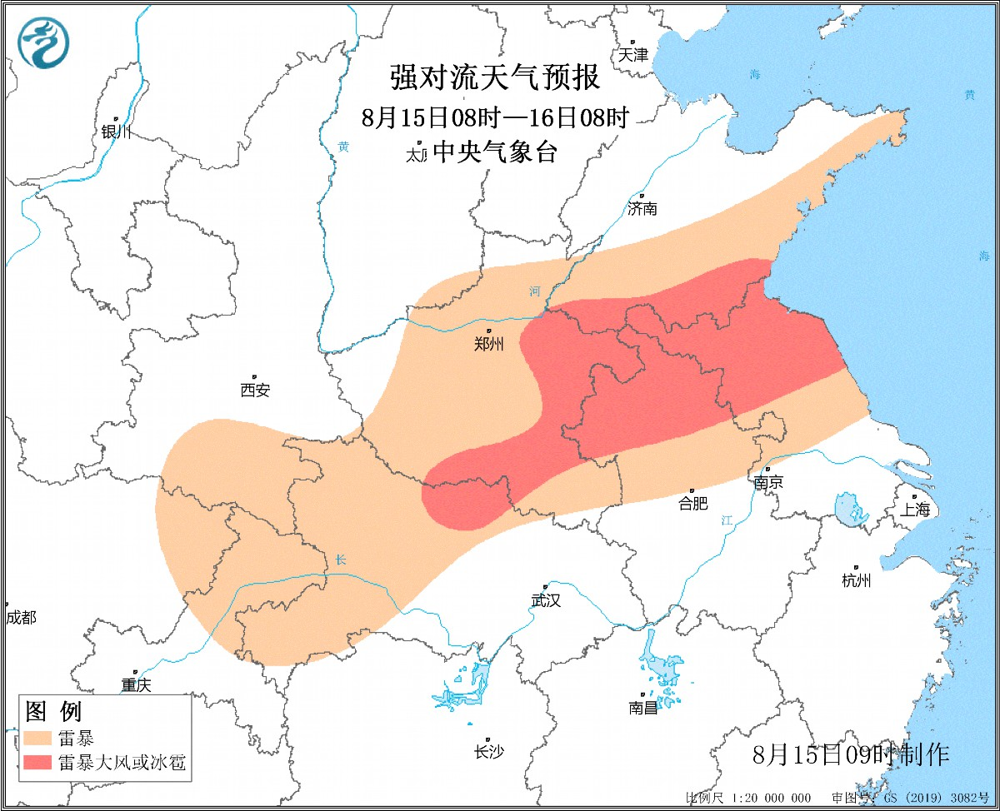 天津
强对流天气预报
海
黄
8月15日08时—16日08时
银川
黄
中央气象台
济南
海
河
郑州
西安
南京
合肥
上海
江
长
杭州
武汉
成都
重庆
南昌
图 例
雷暴
雷暴大风或冰雹
长沙
8月15日09时制作
比例尺 1:20 000 000 审图号: GS (2019) 3082号